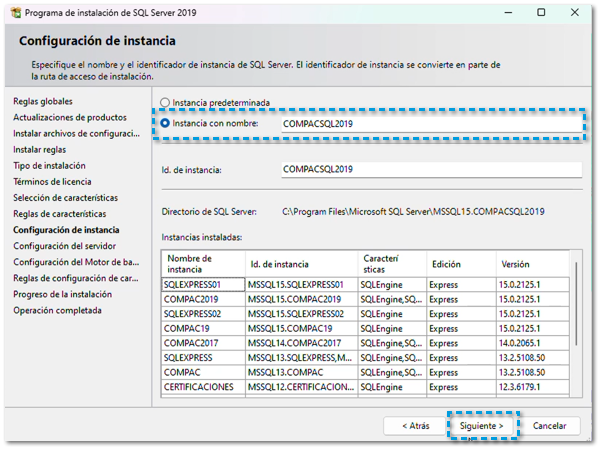 Programa de instalación de SQL Server 2019
Configuración de instancia
Especifique el nombre y el identificador de instancia de SQL Server. El identificador de instancia se convierte en parte de
la ruta de acceso de instalación.
Reglas globales
Actualizaciones de productos
Instalar archivos de configuraci...
Instalar reglas
Tipo de instalación
Términos de licencia
Selección de características
Reglas de características
Configuración de instancia
Configuración del servidor
Configuración del Motor de ba...
Reglas de configuración de car...
Progreso de la instalación
Operación completada
Instancia predeterminada
Instancia con nombre: COMPACSQL2019
Id. de instancia: COMPACSQL2019
Directorio de SQL Server: C:\Program Files\Microsoft SQL Server\MSSQL15.COMPACSQL2019
Instancias instaladas:
Nombre de instancia Id. de instancia Caracterí sticas Edición Versión
SQLEXPRESS01 MSSQL15.SQLEXPRESS01 SQLEngine Express 15.0.2125.1
COMPAC2019 MSSQL15.COMPAC2019 SQLEngine,SQ... Express 15.0.2125.1
SQLEXPRESS02 MSSQL15.SQLEXPRESS02 SQLEngine Express 15.0.2125.1
COMPAC19 MSSQL15.COMPAC19 SQLEngine Express 15.0.2125.1
COMPAC2017 MSSQL14.COMPAC2017 SQLEngine,SQ... Express 14.0.2065.1
SQLEXPRESS MSSQL13.SQLEXPRESS,M... SQLEngine,SQ... Express 13.2.5108.50
COMPAC MSSQL13.COMPAC SQLEngine,SQ... Express 13.2.5108.50
CERTIFICACIONES MSSQL12.CERTIFICACION... SQLEngine Express 12.3.6179.1
< Atrás Siguiente > Cancelar